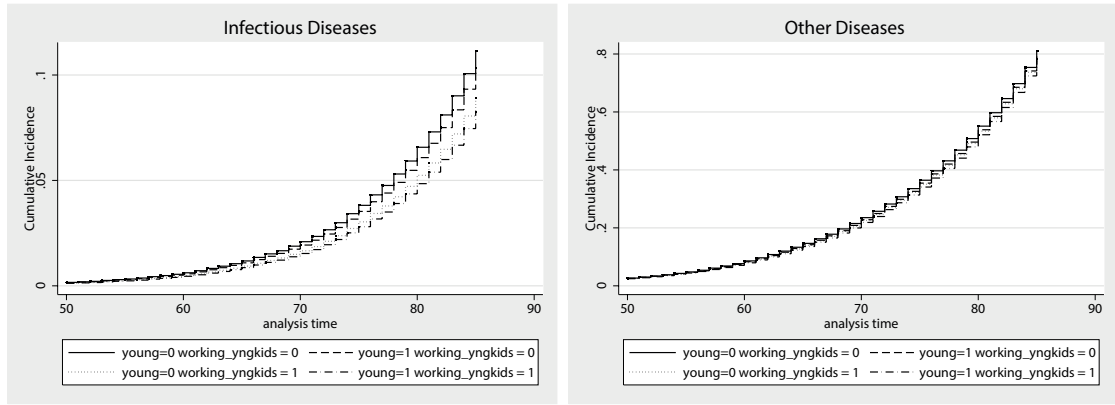 Infectious Diseases
Cumulative Incidence
.1
.05
0
50 60 70 80 90
analysis time
young=0 working_yngkids = 0 young=1 working_yngkids = 0
young=0 working_yngkids = 1 young=1 working_yngkids = 1
Other Diseases
Cumulative Incidence
.8
.6
.4
.2
0
50 60 70 80 90
analysis time
young=0 working_yngkids = 0 young=1 working_yngkids = 0
young=0 working_yngkids = 1 young=1 working_yngkids = 1